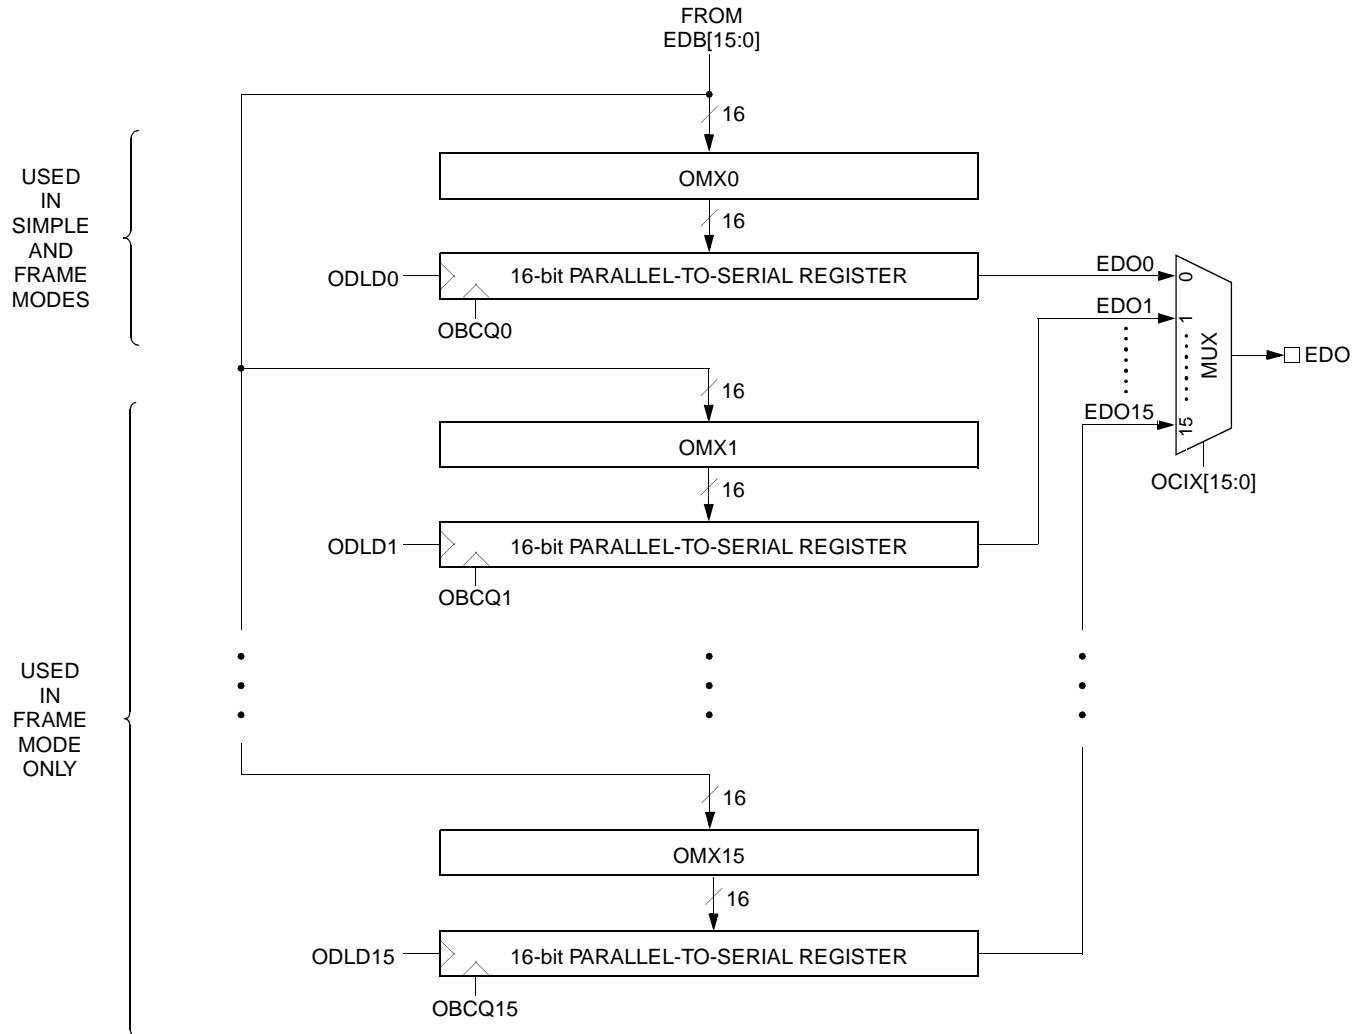 FROM
EDB[15:0]
16
USED
IN
SIMPLE
AND
FRAME
MODES
OMX0
16
ODLD0
16-bit PARALLEL-TO-SERIAL REGISTER
OBCQ0
EDO0
0
EDO1
1
MUX
EDO
EDO15
15
OCIX[15:0]
16
OMX1
16
ODLD1
16-bit PARALLEL-TO-SERIAL REGISTER
OBCQ1
USED
IN
FRAME
MODE
ONLY
16
OMX15
16
ODLD15
16-bit PARALLEL-TO-SERIAL REGISTER
OBCQ15